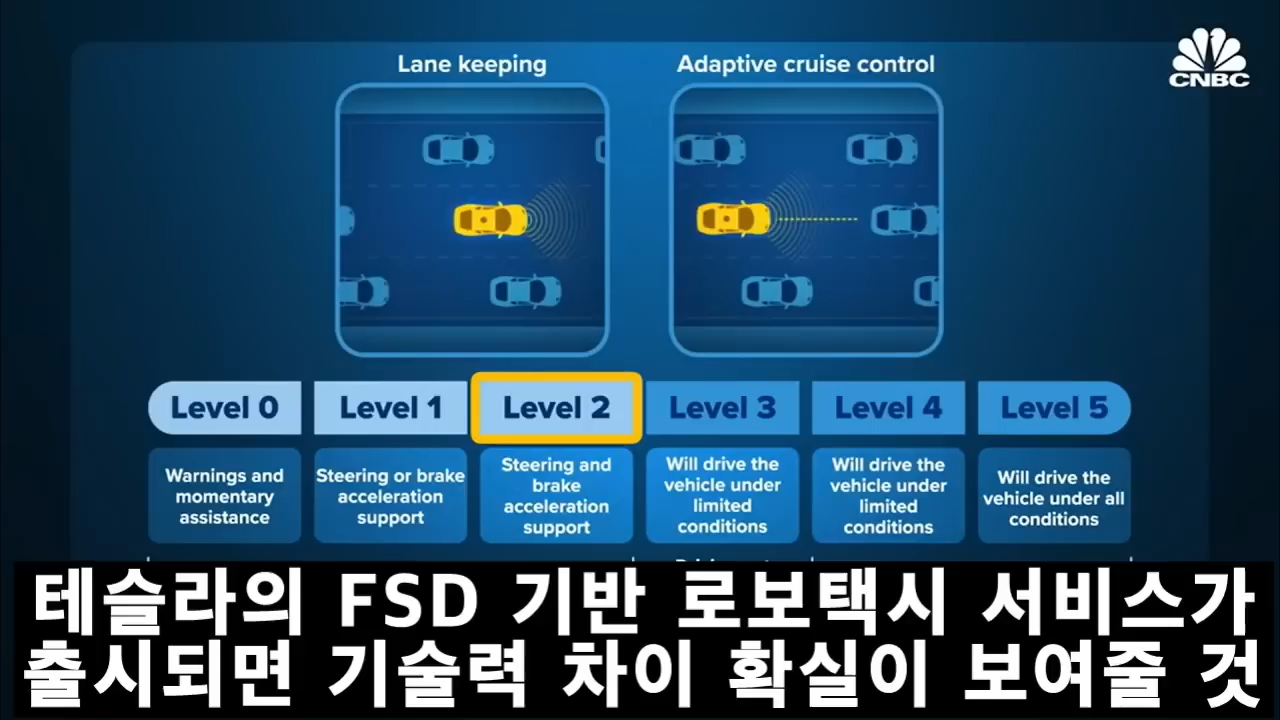 Lane keeping
Adaptive cruise control
CNBC
Level 0
Level 1
Level 2
Level 3
Level 4
Level 5
Warnings and
momentary
assistance
Steering or brake
acceleration
support
Steering and
brake
acceleration
support
Will drive the
vehicle under
limited
conditions
Will drive the
vehicle under
limited
conditions
Will drive the
vehicle under all
conditions
테슬라의 FSD 기반 로보택시 서비스가
출시되면 기술력 차이 확실이 보여줄 것